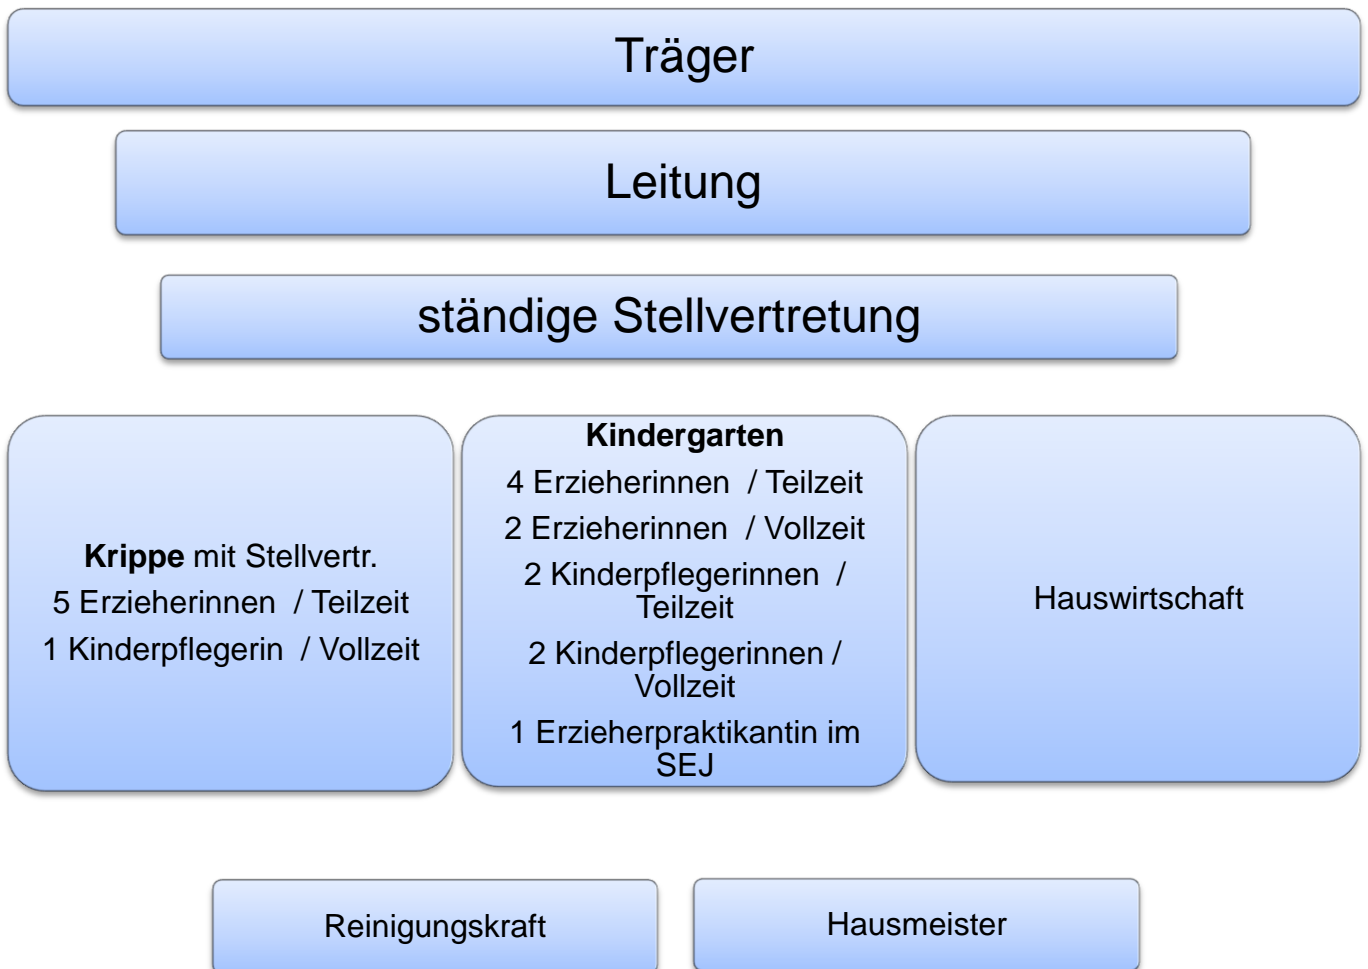 Träger
Leitung
ständige Stellvertretung
Krippe mit Stellvertr.
5 Erzieherinnen / Teilzeit
1 Kinderpflegerin / Vollzeit
Kindergarten
4 Erzieherinnen / Teilzeit
2 Erzieherinnen / Vollzeit
2 Kinderpflegerinnen /
Teilzeit
2 Kinderpflegerinnen /
Vollzeit
1 Erzieherpraktikantin im
SEJ
Hauswirtschaft
Reinigungskraft
Hausmeister